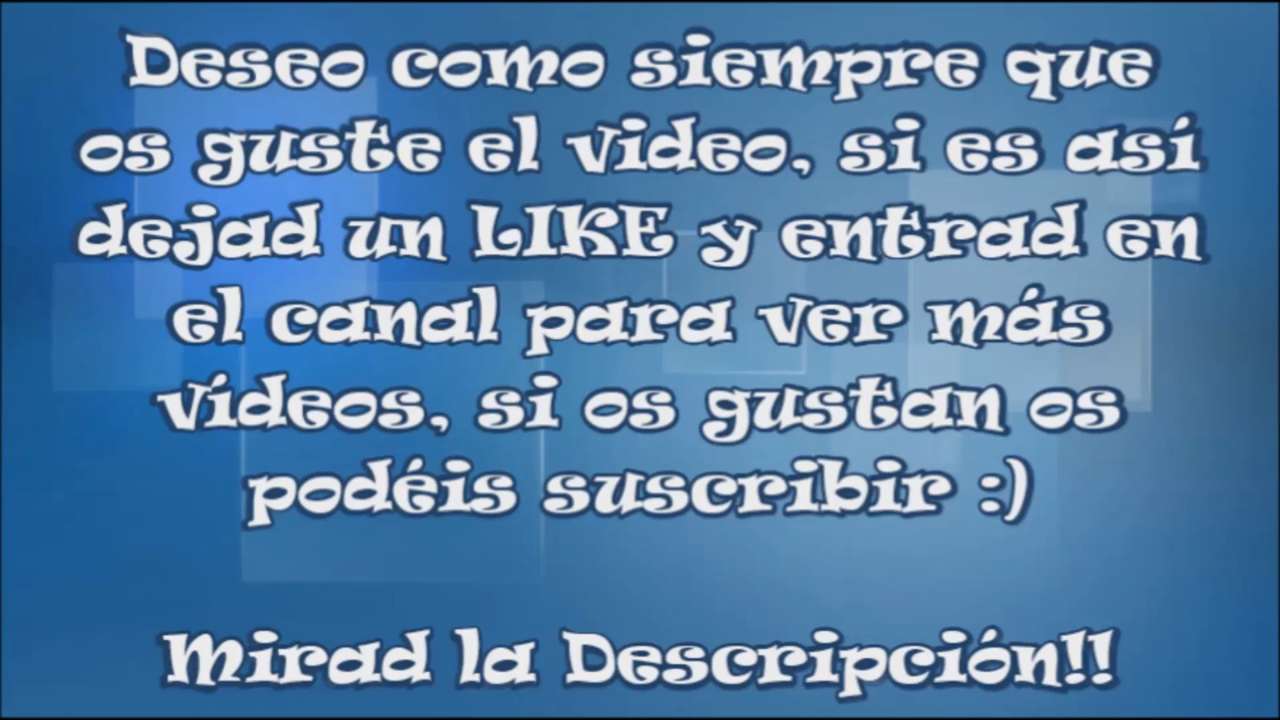 Deseo como siempre que
os guste el video, si es así
dejad un LIKE y entrad en
el canal para ver más
vídeos, si os gustan os
podéis suscribir :)
Mirad la Descripción!!